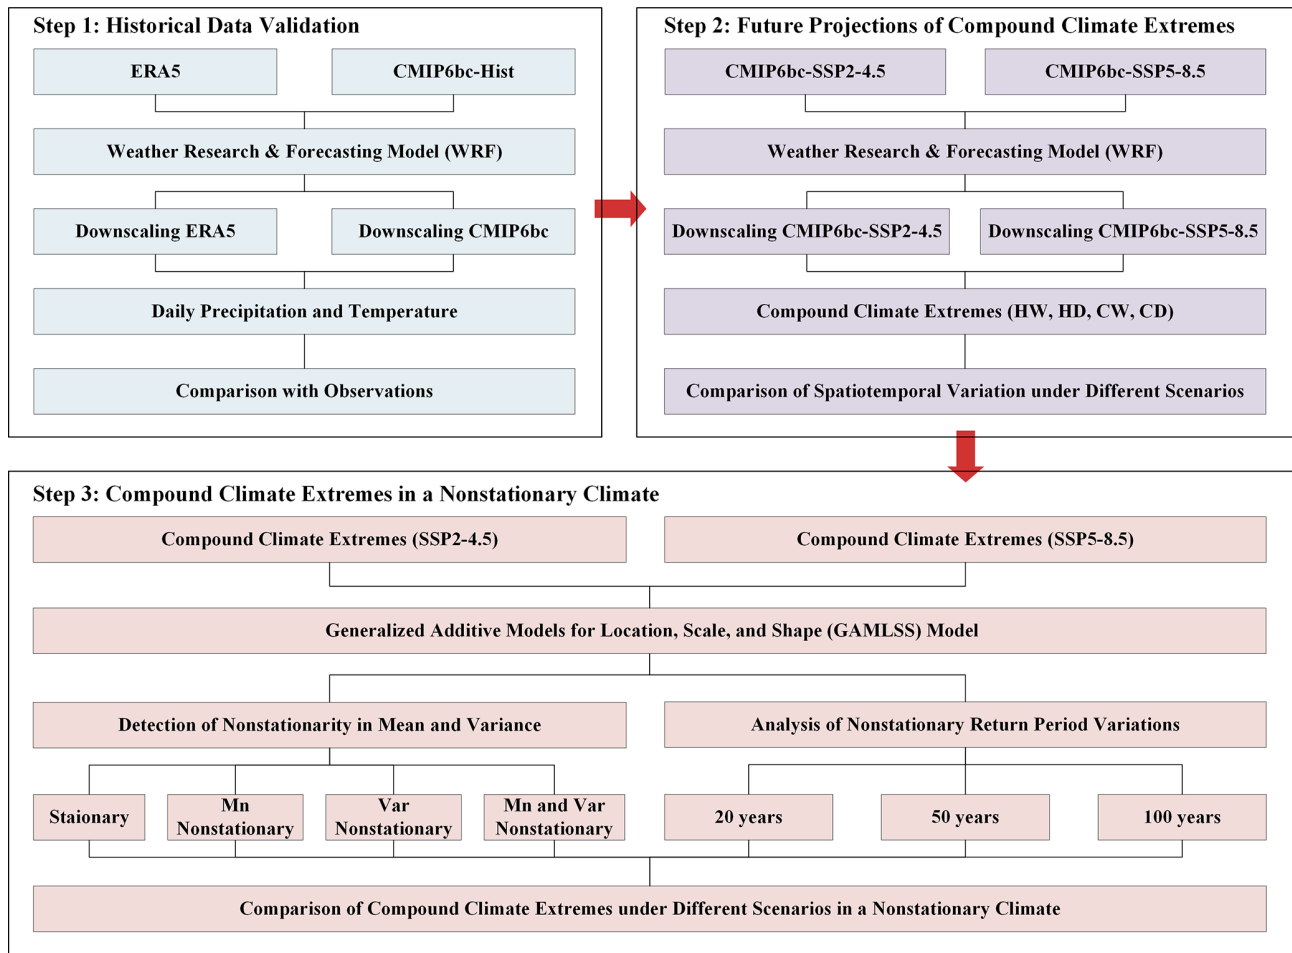 Step 1: Historical Data Validation
ERA5
CMIP6bc-Hist
Weather Research & Forecasting Model (WRF)
Downscaling ERA5
Downscaling CMIP6bc
Daily Precipitation and Temperature
Comparison with Observations
Step 2: Future Projections of Compound Climate Extremes
CMIP6bc-SSP2-4.5
CMIP6bc-SSP5-8.5
Weather Research & Forecasting Model (WRF)
Downscaling CMIP6bc-SSP2-4.5
Downscaling CMIP6bc-SSP5-8.5
Compound Climate Extremes (HW, HD, CW, CD)
Comparison of Spatiotemporal Variation under Different Scenarios
Step 3: Compound Climate Extremes in a Nonstationary Climate
Compound Climate Extremes (SSP2-4.5)
Compound Climate Extremes (SSP5-8.5)
Generalized Additive Models for Location, Scale, and Shape (GAMLSS) Model
Detection of Nonstationarity in Mean and Variance
Analysis of Nonstationary Return Period Variations
Staionary
Mn
Nonstationary
Var
Nonstationary
Mn and Var
Nonstationary
20 years
50 years
100 years
Comparison of Compound Climate Extremes under Different Scenarios in a Nonstationary Climate